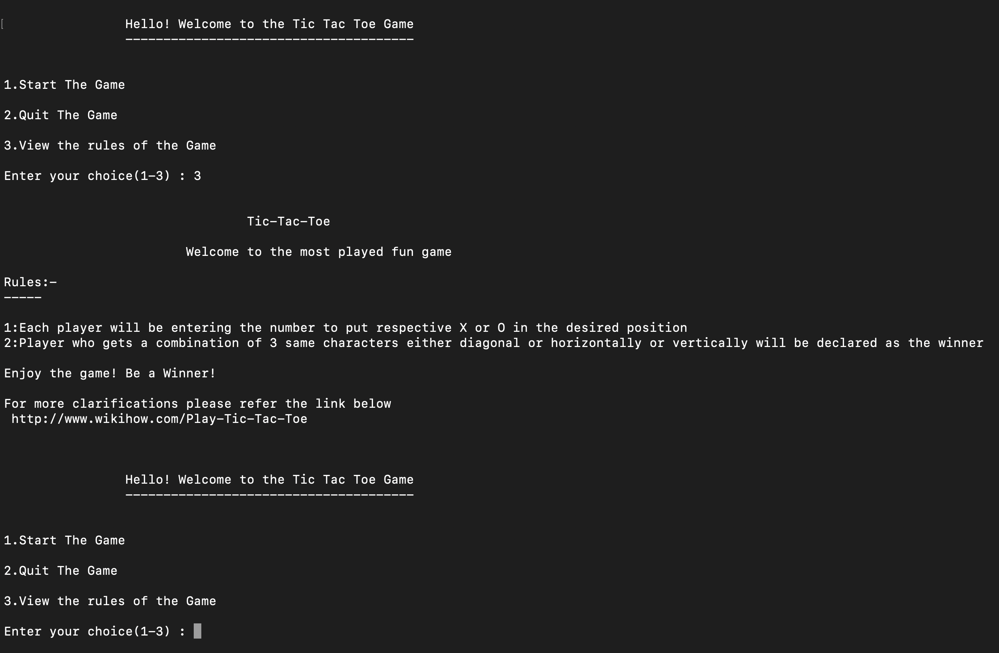 Hello! Welcome to the Tic Tac Toe Game
--------------------------------------
1.Start The Game
2.Quit The Game
3.View the rules of the Game
Enter your choice(1-3) : 3
Tic-Tac-Toe
Welcome to the most played fun game
Rules:-
-----
1:Each player will be entering the number to put respective X or O in the desired position
2:Player who gets a combination of 3 same characters either diagonal or horizontally or vertically will be declared as the winner
Enjoy the game! Be a Winner!
For more clarifications please refer the link below
http://www.wikihow.com/Play-Tic-Tac-Toe
Hello! Welcome to the Tic Tac Toe Game
--------------------------------------
1.Start The Game
2.Quit The Game
3.View the rules of the Game
Enter your choice(1-3) :